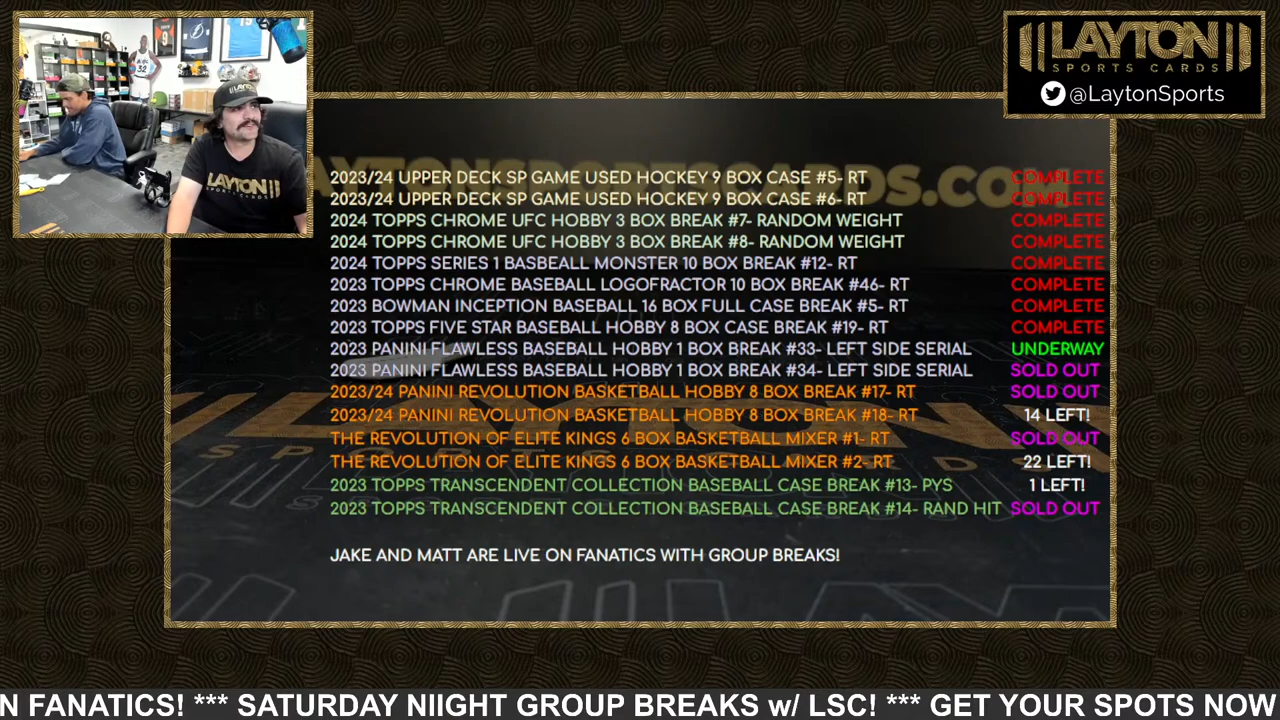 LAYTON
SPORTS CARDS
@LaytonSports
LAYTONSPORTSCARDS.COM
2023/24 UPPER DECK SP GAME USED HOCKEY 9 BOX CASE #5- RT COMPLETE
2023/24 UPPER DECK SP GAME USED HOCKEY 9 BOX CASE #6- RT COMPLETE
2024 TOPPS CHROME UFC HOBBY 3 BOX BREAK #7- RANDOM WEIGHT COMPLETE
2024 TOPPS CHROME UFC HOBBY 3 BOX BREAK #8- RANDOM WEIGHT COMPLETE
2024 TOPPS SERIES 1 BASBEALL MONSTER 10 BOX BREAK #12- RT COMPLETE
2023 TOPPS CHROME BASEBALL LOGOFRACTOR 10 BOX BREAK #46- RT COMPLETE
2023 BOWMAN INCEPTION BASEBALL 16 BOX FULL CASE BREAK #5- RT COMPLETE
2023 TOPPS FIVE STAR BASEBALL HOBBY 8 BOX CASE BREAK #19- RT COMPLETE
2023 PANINI FLAWLESS BASEBALL HOBBY 1 BOX BREAK #33- LEFT SIDE SERIAL UNDERWAY
2023 PANINI FLAWLESS BASEBALL HOBBY 1 BOX BREAK #34- LEFT SIDE SERIAL SOLD OUT
2023/24 PANINI REVOLUTION BASKETBALL HOBBY 8 BOX BREAK #17- RT SOLD OUT
2023/24 PANINI REVOLUTION BASKETBALL HOBBY 8 BOX BREAK #18- RT 14 LEFT!
THE REVOLUTION OF ELITE KINGS 6 BOX BASKETBALL MIXER #1- RT SOLD OUT
THE REVOLUTION OF ELITE KINGS 6 BOX BASKETBALL MIXER #2- RT 22 LEFT!
2023 TOPPS TRANSCENDENT COLLECTION BASEBALL CASE BREAK #13- PYS 1 LEFT!
2023 TOPPS TRANSCENDENT COLLECTION BASEBALL CASE BREAK #14- RAND HIT SOLD OUT
JAKE AND MATT ARE LIVE ON FANATICS WITH GROUP BREAKS!
LAYTON
32
N FANATICS! *** SATURDAY NIIGHT GROUP BREAKS w/ LSC! *** GET YOUR SPOTS NOW